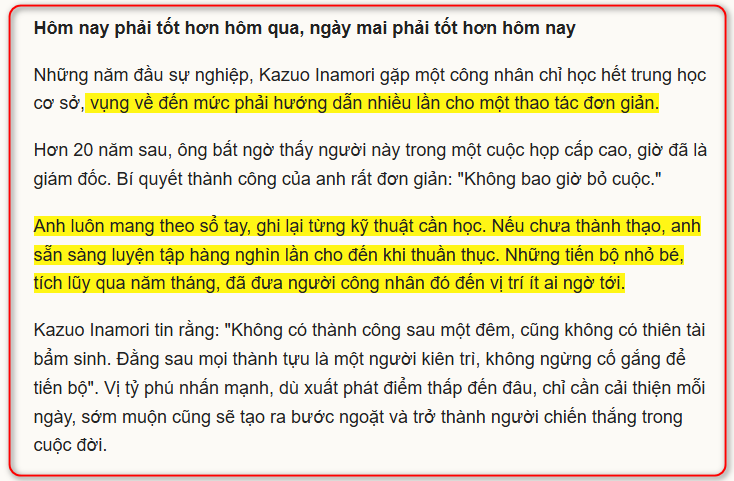 Hôm nay phải tốt hơn hôm qua, ngày mai phải tốt hơn hôm nay
Những năm đầu sự nghiệp, Kazuo Inamori gặp một công nhân chỉ học hết trung học
cơ sở, vụng về đến mức phải hướng dẫn nhiều lần cho một thao tác đơn giản.
Hơn 20 năm sau, ông bất ngờ thấy người này trong một cuộc họp cấp cao, giờ đã là
giám đốc. Bí quyết thành công của anh rất đơn giản: "Không bao giờ bỏ cuộc."
Anh luôn mang theo sổ tay, ghi lại từng kỹ thuật cần học. Nếu chưa thành thạo, anh
sẵn sàng luyện tập hàng nghìn lần cho đến khi thuần thục. Những tiến bộ nhỏ bé,
tích lũy qua năm tháng, đã đưa người công nhân đó đến vị trí ít ai ngờ tới.
Kazuo Inamori tin rằng: "Không có thành công sau một đêm, cũng không có thiên tài
bẩm sinh. Đằng sau mọi thành tựu là một người kiên trì, không ngừng cố gắng để
tiến bộ". Vị tỷ phú nhấn mạnh, dù xuất phát điểm thấp đến đâu, chỉ cần cải thiện mỗi
ngày, sớm muộn cũng sẽ tạo ra bước ngoặt và trở thành người chiến thắng trong
cuộc đời.